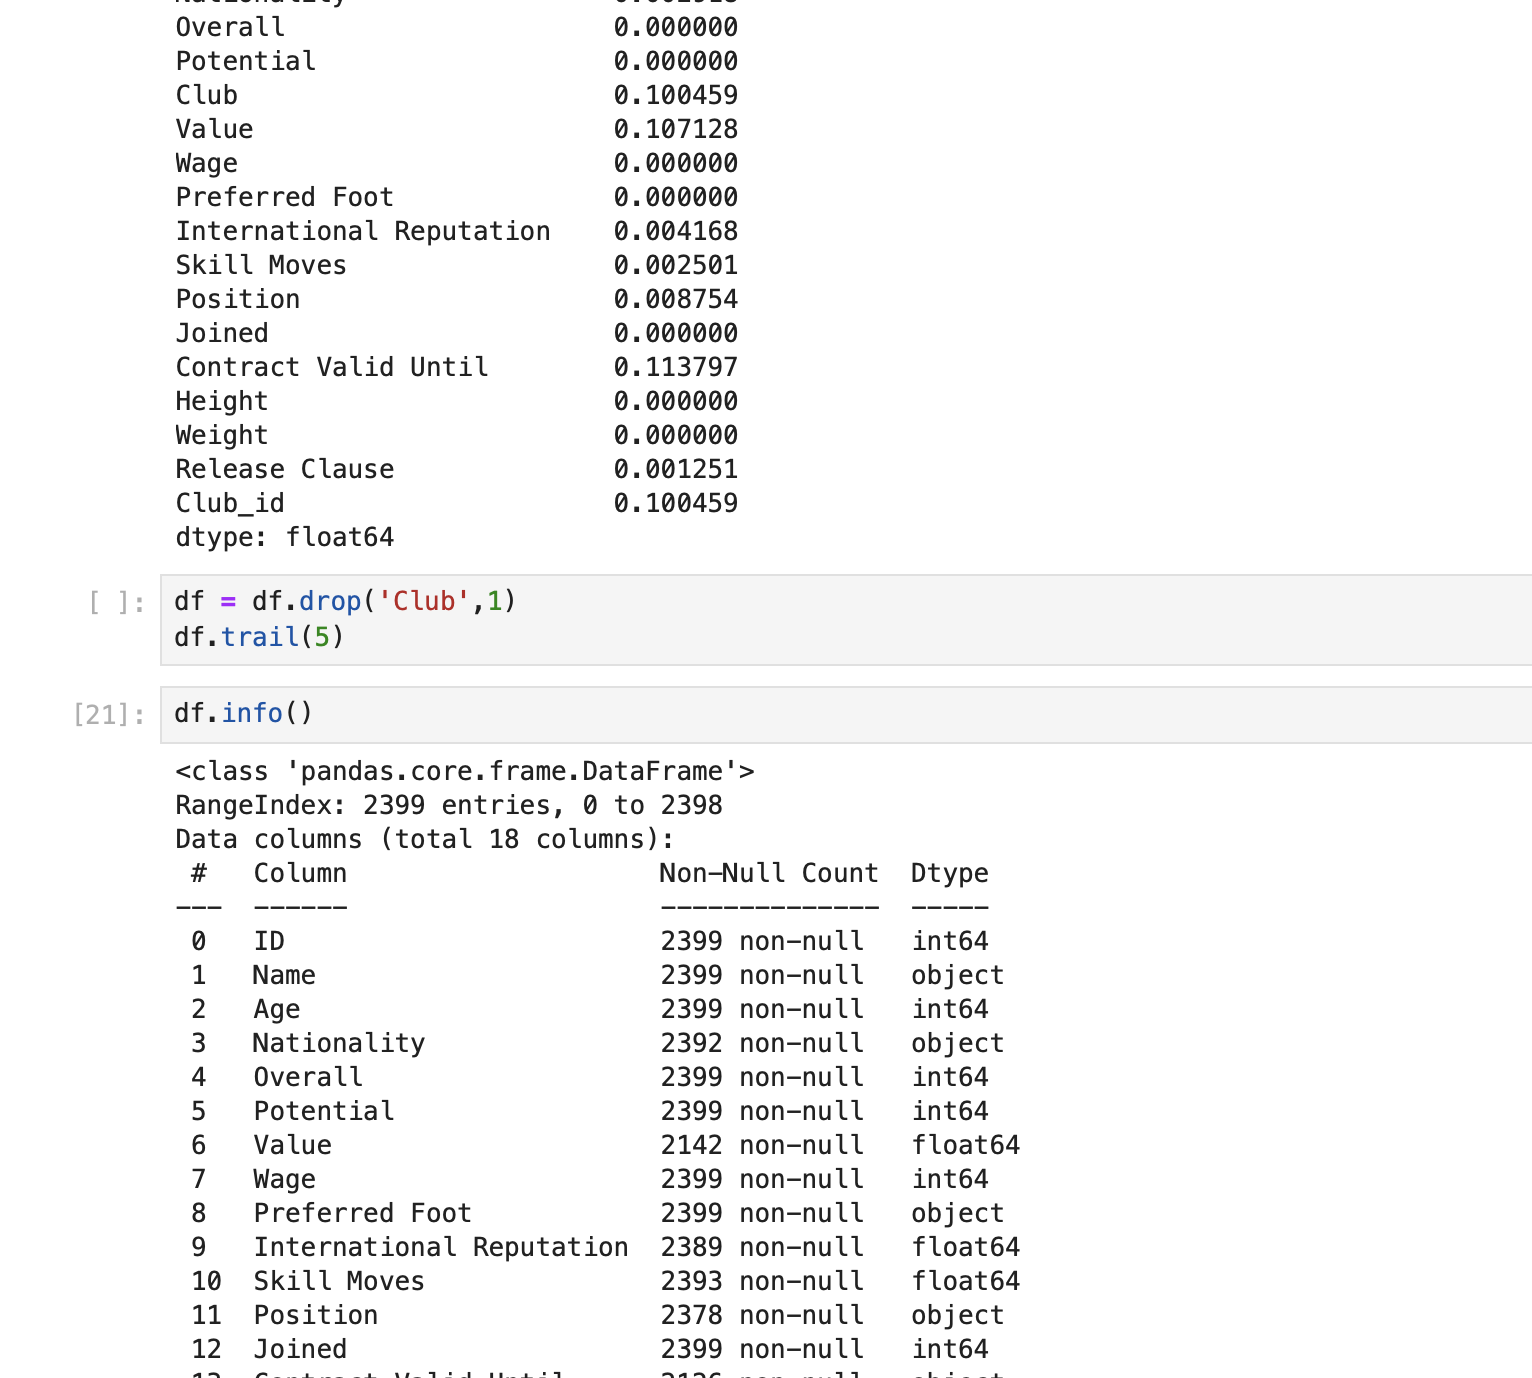 Overall 0.000000
Potential 0.000000
Club 0.100459
Value 0.107128
Wage 0.000000
Preferred Foot 0.000000
International Reputation 0.004168
Skill Moves 0.002501
Position 0.008754
Joined 0.000000
Contract Valid Until 0.113797
Height 0.000000
Weight 0.000000
Release Clause 0.001251
Club_id 0.100459
dtype: float64
[ ]: df = df.drop('Club',1)
df.trail(5)
[21]: df.info()
<class 'pandas.core.frame.DataFrame'>
RangeIndex: 2399 entries, 0 to 2398
Data columns (total 18 columns):
# Column Non-Null Count Dtype
--- ------ -------------- -----
0 ID 2399 non-null int64
1 Name 2399 non-null object
2 Age 2399 non-null int64
3 Nationality 2392 non-null object
4 Overall 2399 non-null int64
5 Potential 2399 non-null int64
6 Value 2142 non-null float64
7 Wage 2399 non-null int64
8 Preferred Foot 2399 non-null object
9 International Reputation 2389 non-null float64
10 Skill Moves 2393 non-null float64
11 Position 2378 non-null object
12 Joined 2399 non-null int64